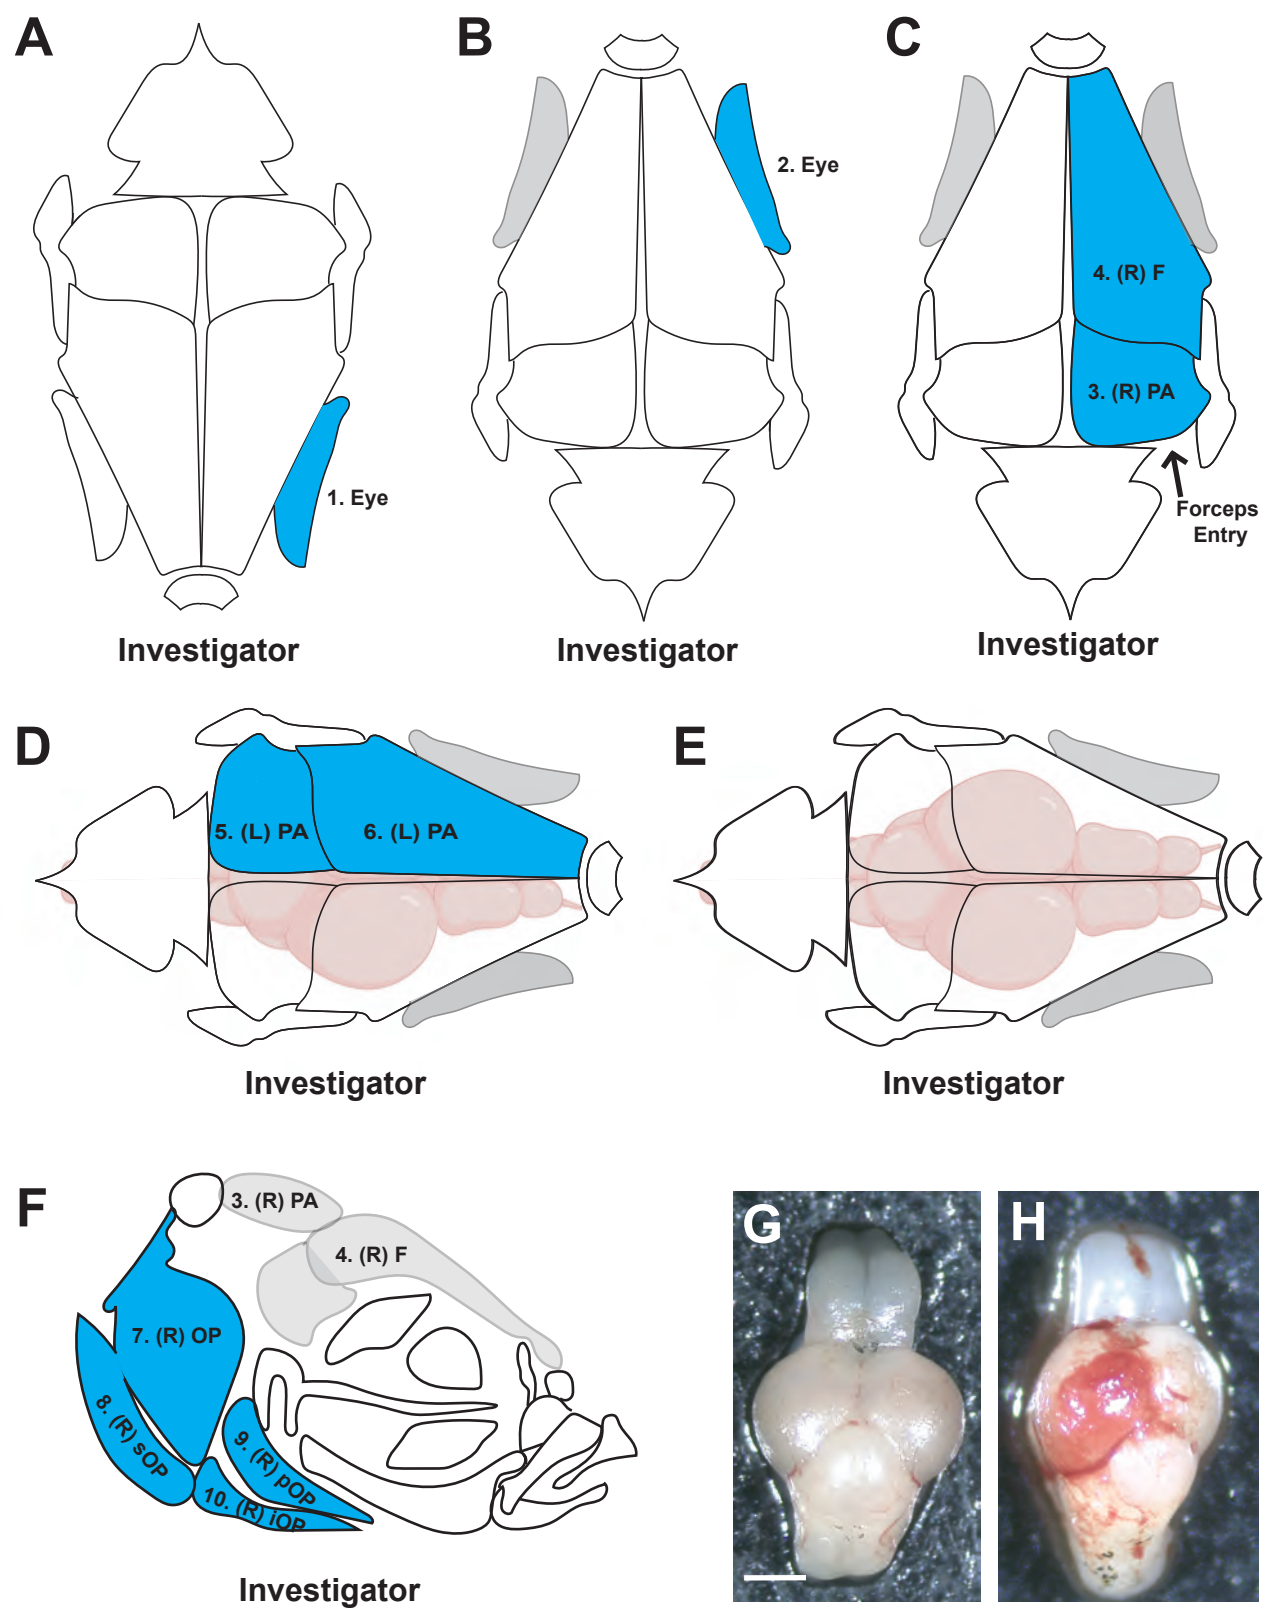 A
B
C
1. Eye
2. Eye
4. (R) F
3. (R) PA
Forceps
Entry
Investigator
Investigator
Investigator
D
E
5. (L) PA
6. (L) PA
Investigator
Investigator
F
3. (R) PA
4. (R) F
7. (R) OP
8. (R) sOP
9. (R) pOP
10. (R) iOP
Investigator
G
H